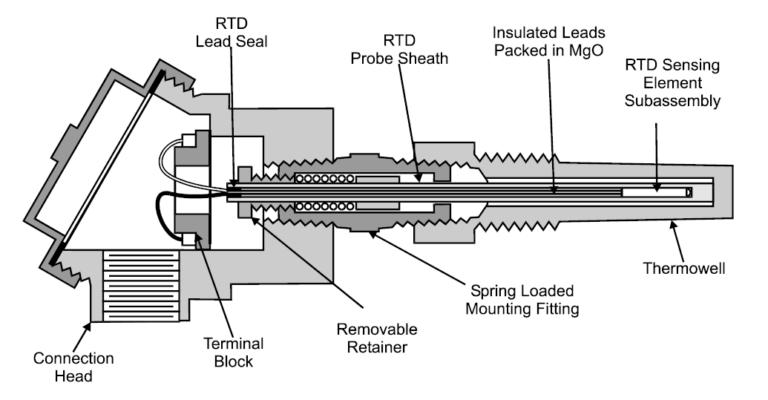 RTD
Lead Seal
RTD
Probe Sheath
Insulated Leads
Packed in MgO
RTD Sensing
Element
Subassembly
Thermowell
Spring Loaded
Mounting Fitting
Removable
Retainer
Terminal
Block
Connection
Head